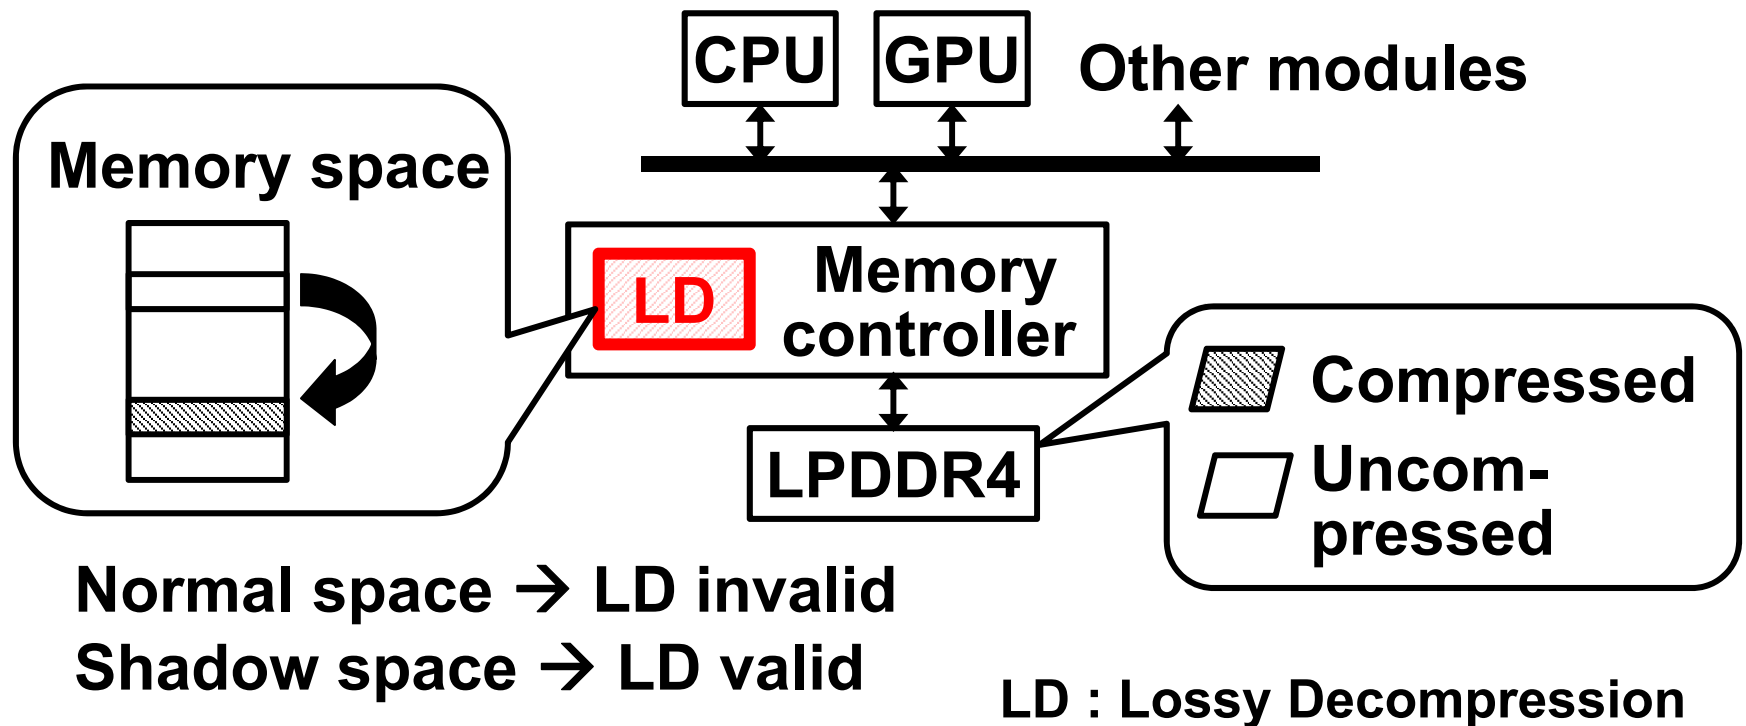 CPU
GPU
Other modules
Memory space
LD
Memory
controller
LPDDR4
Compressed
Uncom-
pressed
Normal space → LD invalid
Shadow space → LD valid
LD : Lossy Decompression